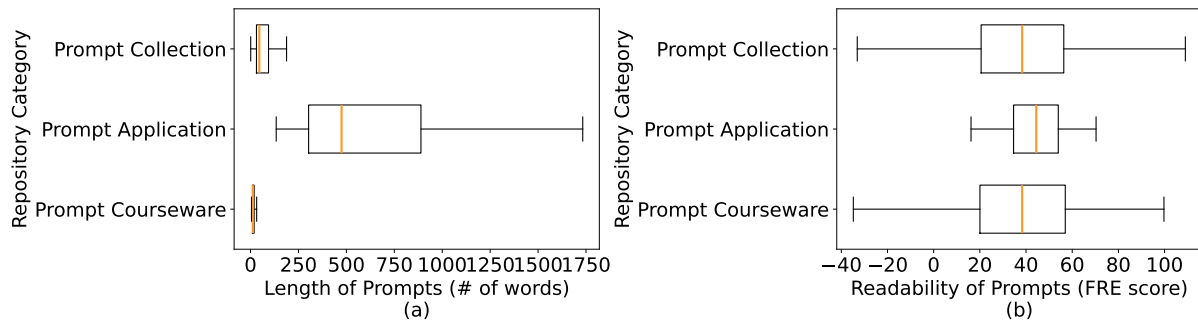 Repository Category
Prompt Collection
Prompt Application
Prompt Courseware
0 250 500 750 1000 1250 1500 1750
Length of Prompts (# of words)
(a)
Repository Category
Prompt Collection
Prompt Application
Prompt Courseware
−40 −20 0 20 40 60 80 100
Readability of Prompts (FRE score)
(b)